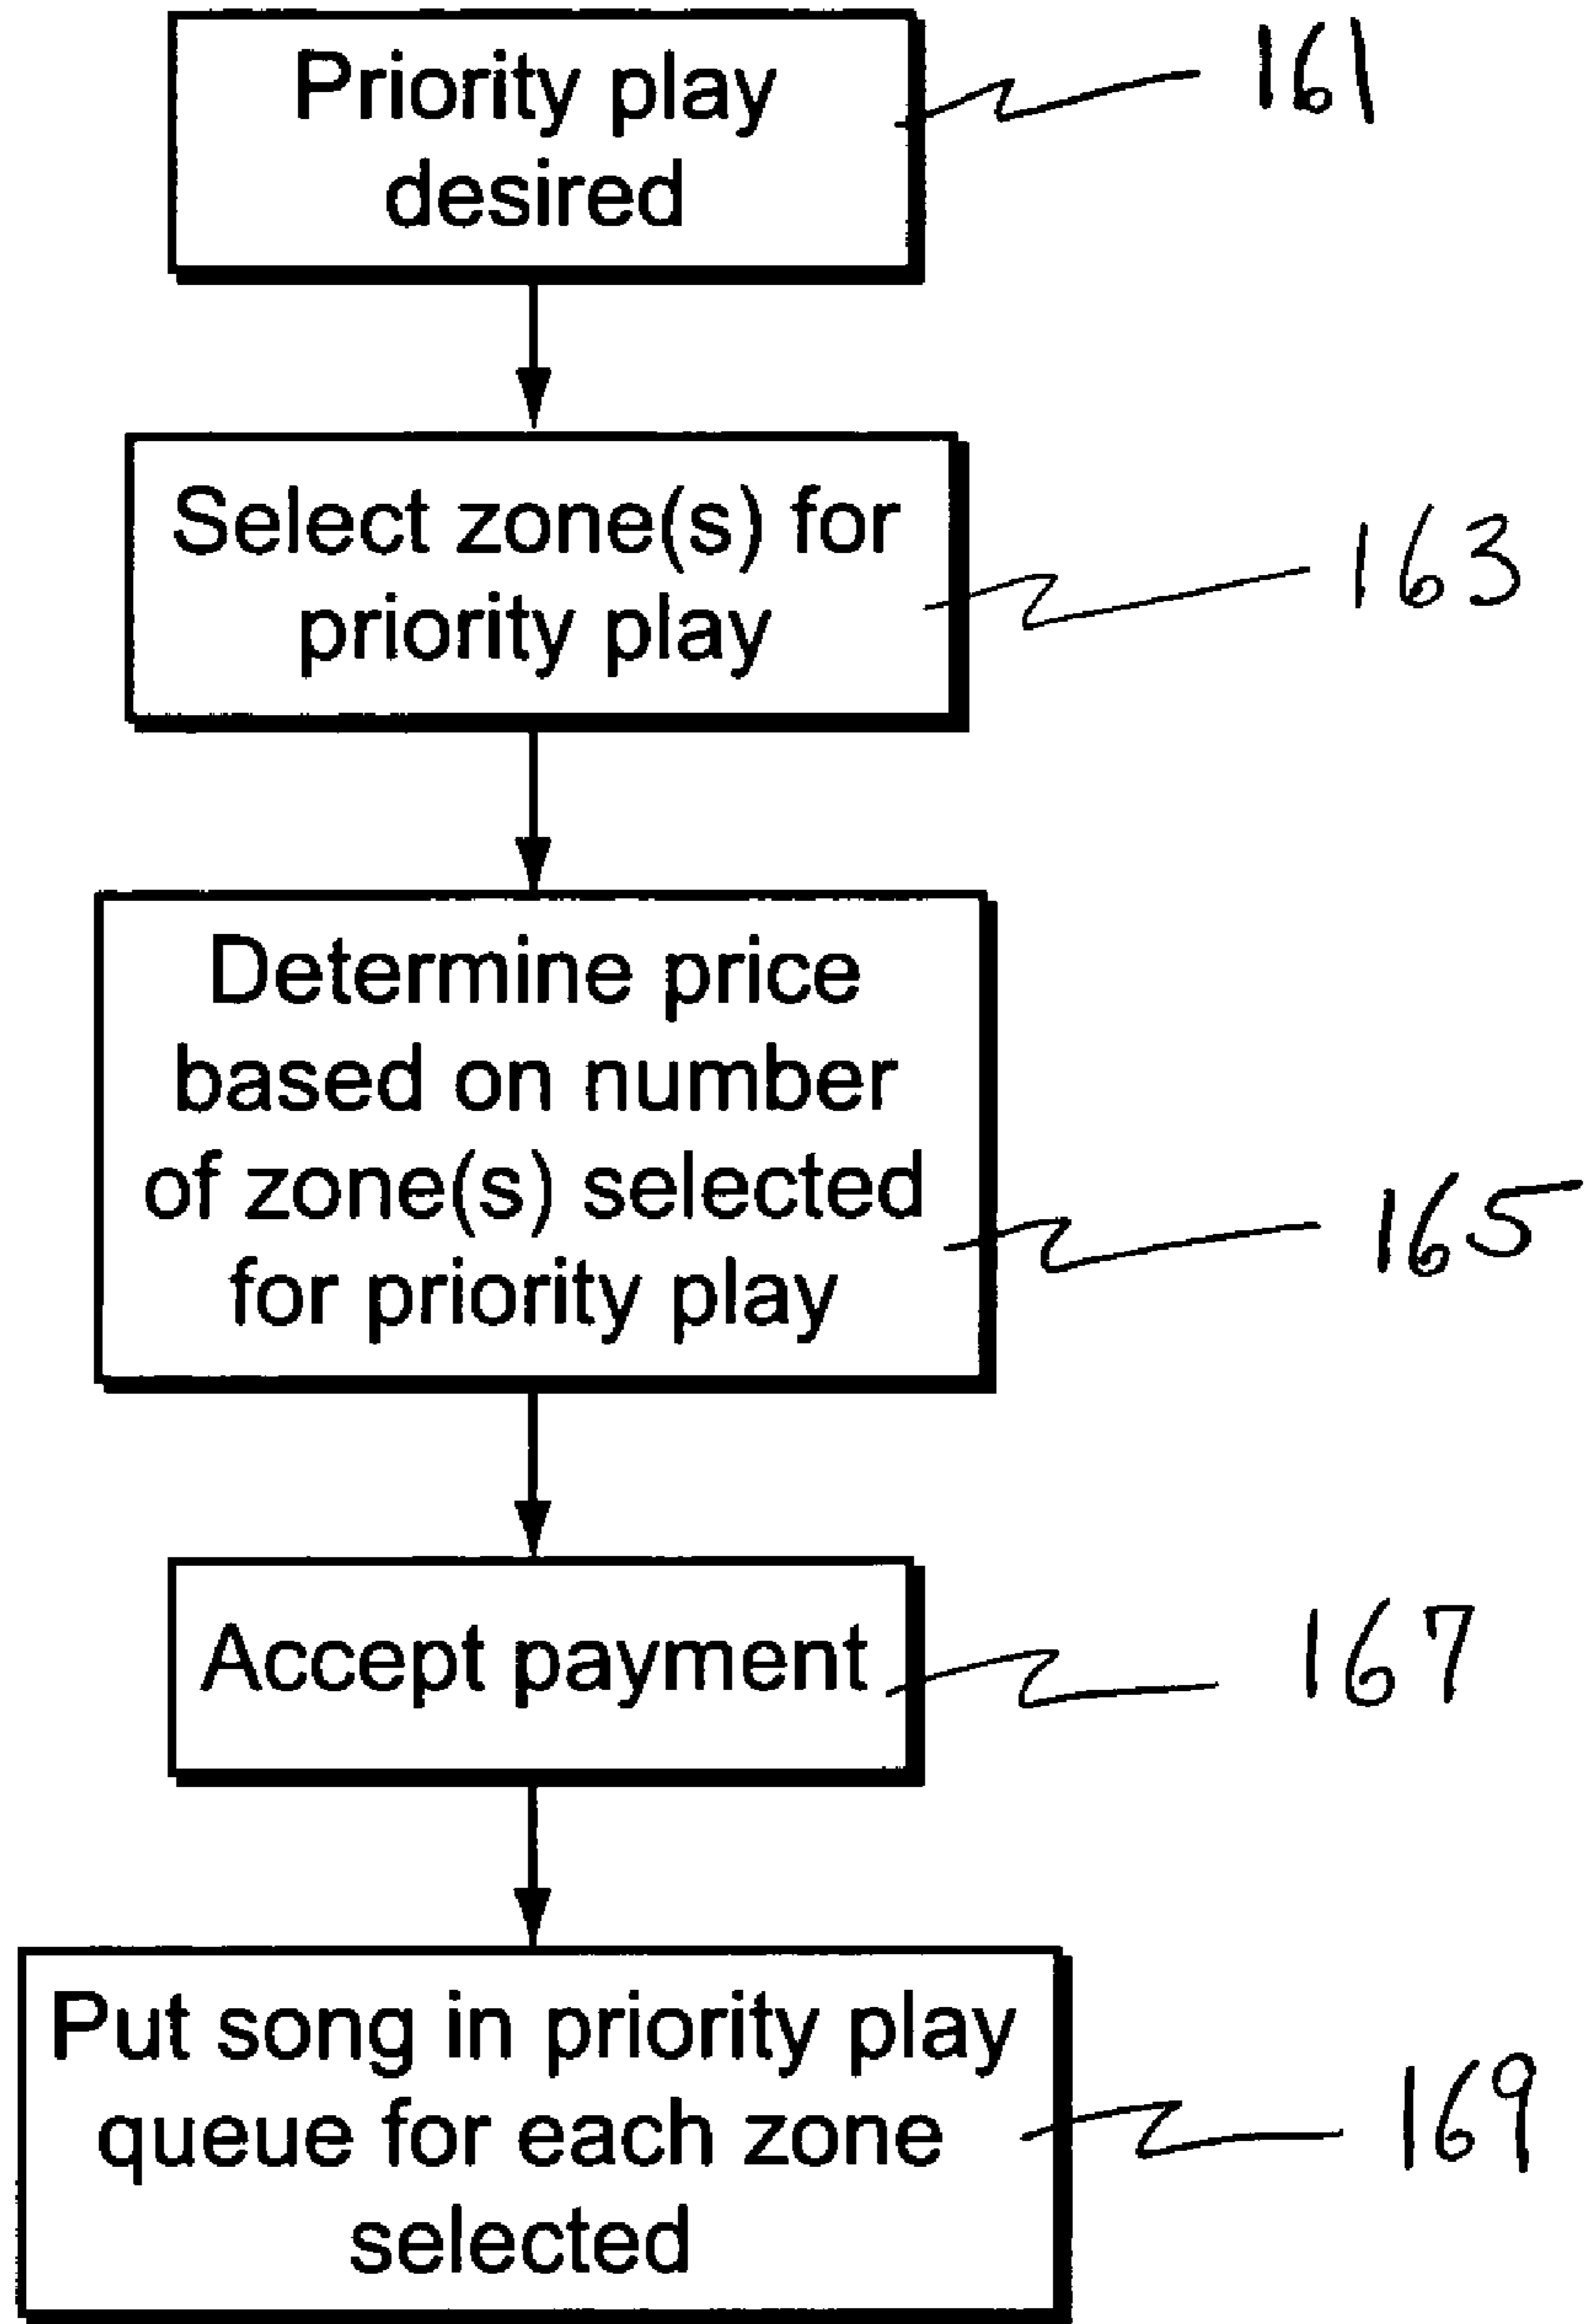 Priority play
desired
161
Select zone(s) for
priority play
163
Determine price
based on number
of zone(s) selected
for priority play
165
Accept payment
167
Put song in priority play
queue for each zone
selected
169